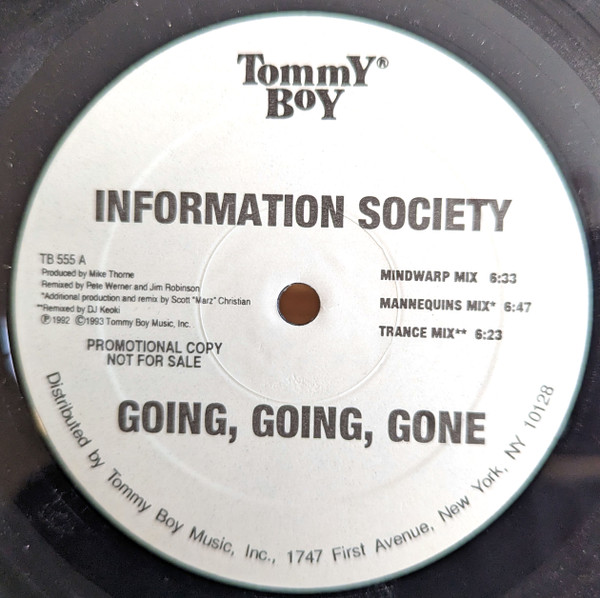 TommY®
BoY
INFORMATION SOCIETY
TB 555 A
Produced by Mike Thorne
Remixed by Pete Werner and Jim Robinson
*Additional production and remix by Scott "Marz" Christian
**Remixed by DJ Keoki
℗ 1992 ©1993 Tommy Boy Music, Inc.
PROMOTIONAL COPY
NOT FOR SALE
MINDWARP MIX 6:33
MANNEQUINS MIX* 6:47
TRANCE MIX** 6:23
GOING, GOING, GONE
Distributed by Tommy Boy Music, Inc., 1747 First Avenue, New York, NY 10128